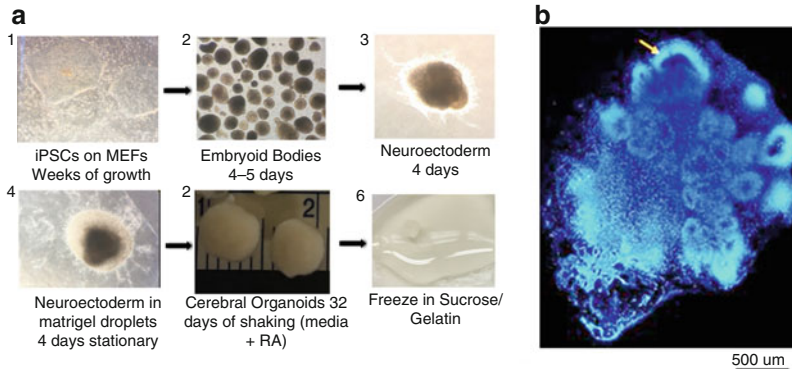 a
1
2
3
iPSCs on MEFs
Weeks of growth
Embryoid Bodies
4–5 days
Neuroectoderm
4 days
4
2
6
1
2
Neuroectoderm in
matrigel droplets
4 days stationary
Cerebral Organoids 32
days of shaking (media
+ RA)
Freeze in Sucrose/
Gelatin
b
500 um